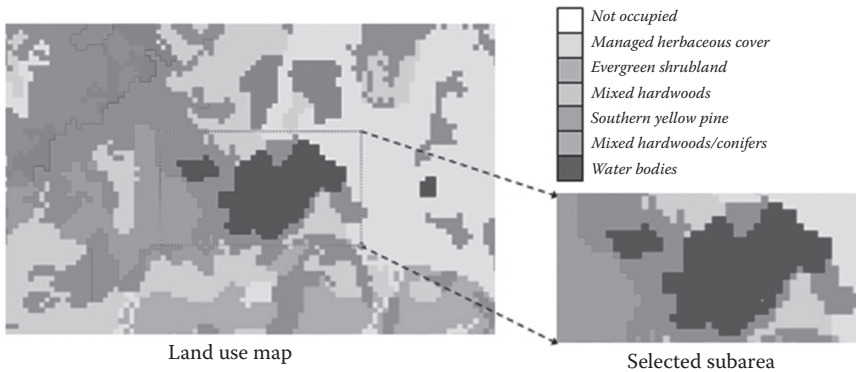 Not occupied
Managed herbaceous cover
Evergreen shrubland
Mixed hardwoods
Southern yellow pine
Mixed hardwoods/conifers
Water bodies
Land use map
Selected subarea